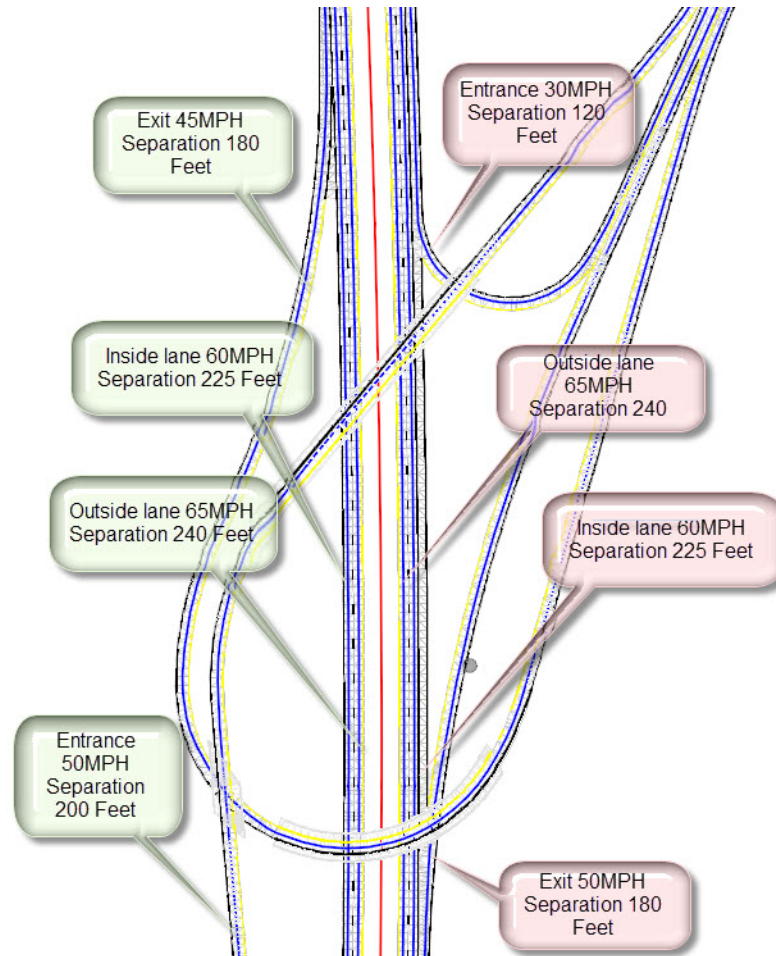 Entrance 30MPH
Separation 120
Feet
Exit 45MPH
Separation 180
Feet
Inside lane 60MPH
Separation 225 Feet
Outside lane
65MPH
Separation 240
Outside lane 65MPH
Separation 240 Feet
Inside lane 60MPH
Separation 225 Feet
Entrance
50MPH
Separation
200 Feet
Exit 50MPH
Separation 180
Feet